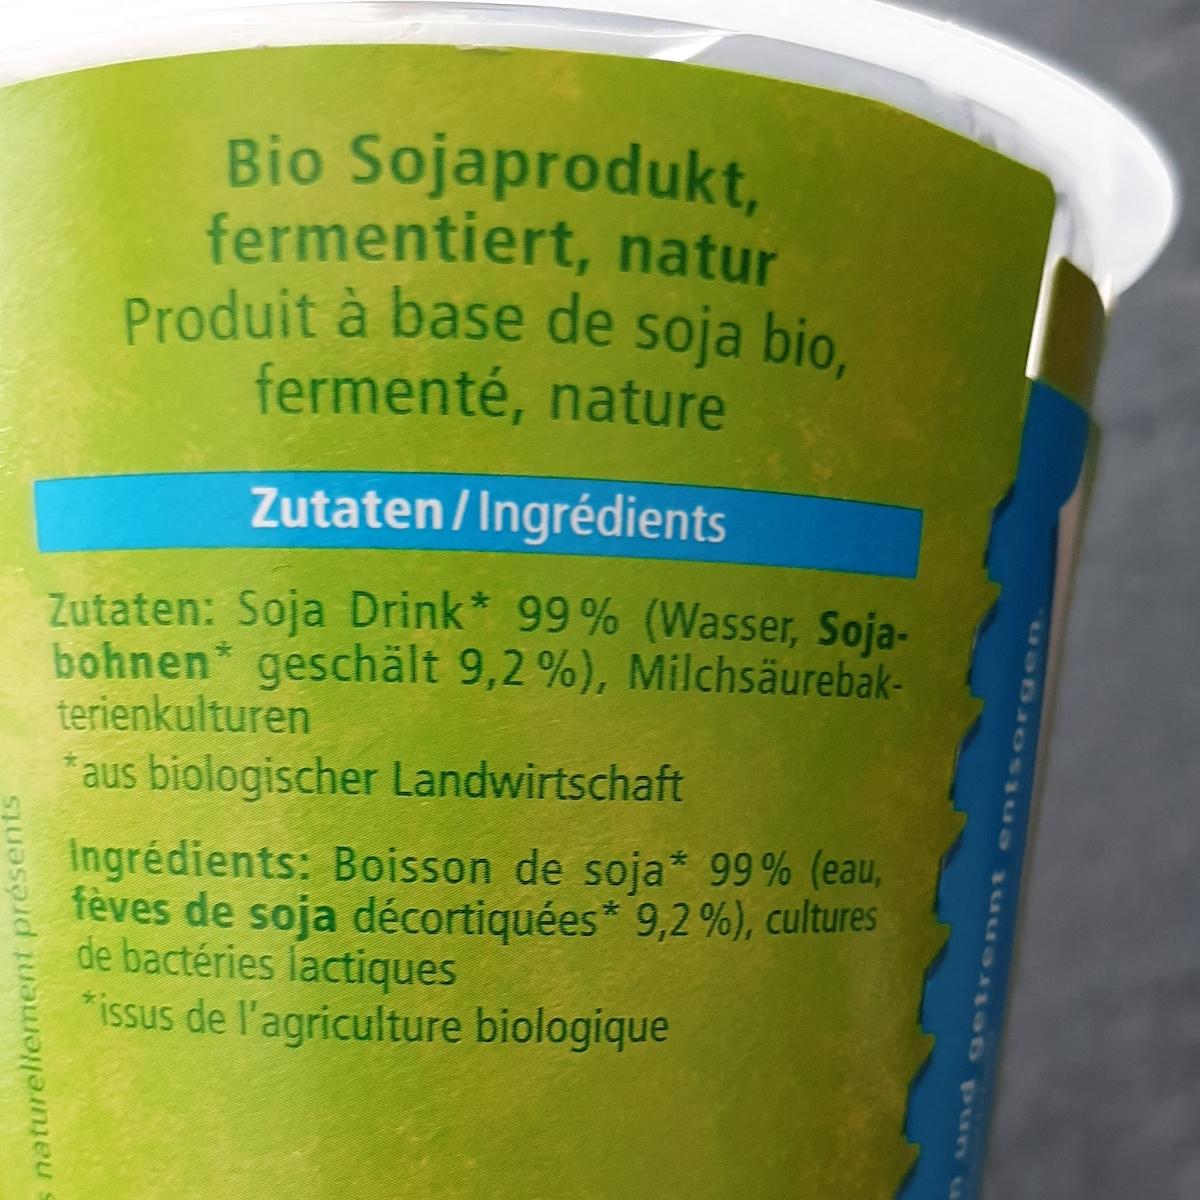 Bio Sojaprodukt,
fermentiert, natur
Produit à base de soja bio,
fermenté, nature
Zutaten / Ingrédients
Zutaten: Soja Drink* 99 % (Wasser, Soja-
bohnen* geschält 9,2 %), Milchsäurebak-
terienkulturen
*aus biologischer Landwirtschaft
Ingrédients: Boisson de soja* 99 % (eau,
fèves de soja décortiquées* 9,2 %), cultures
de bactéries lactiques
*issus de l'agriculture biologique
naturellement présents
und getrennt entsorgen.